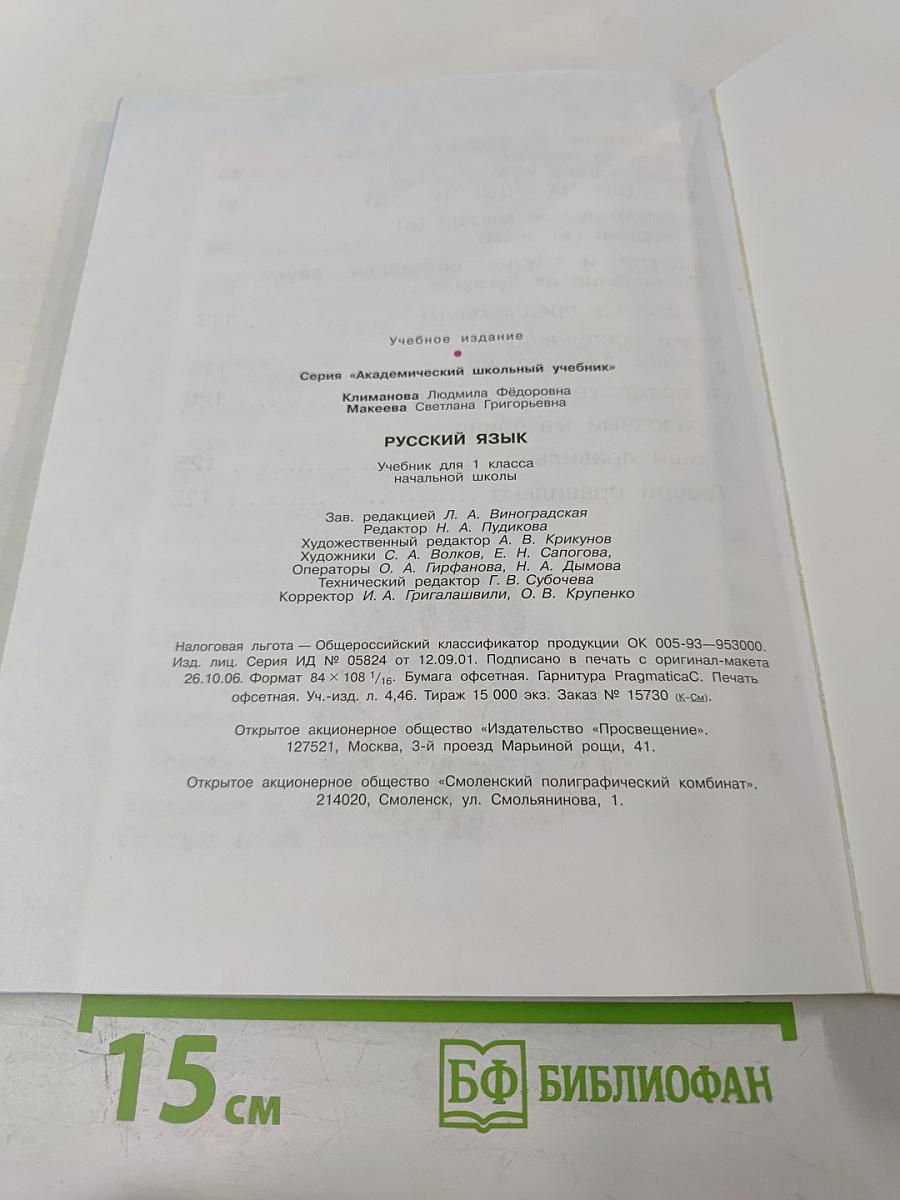 Учебное издание
Серия «Академический школьный учебник»
Климанова Людмила Фёдоровна
Макеева Светлана Григорьевна
РУССКИЙ ЯЗЫК
Учебник для 1 класса
начальной школы
Зав. редакцией Л. А. Виноградская
Редактор Н. А. Пудикова
Художественный редактор А. В. Крикунов
Художники С. А. Волков, Е. Н. Сапогова,
Операторы О. А. Гирфанова, Н. А. Дымова
Технический редактор Г. В. Субочева
Корректор И. А. Григалашвили, О. В. Крупенко
Налоговая льгота — Общероссийский классификатор продукции ОК 005-93—953000.
Изд. лиц. Серия ИД № 05824 от 12.09.01. Подписано в печать с оригинал-макета
26.10.06. Формат 84 × 108 1/16. Бумага офсетная. Гарнитура PragmaticaC. Печать
офсетная. Уч.-изд. л. 4,46. Тираж 15 000 экз. Заказ № 15730 (к-см).
Открытое акционерное общество «Издательство «Просвещение».
127521, Москва, 3-й проезд Марьиной рощи, 41.
Открытое акционерное общество «Смоленский полиграфический комбинат».
214020, Смоленск, ул. Смольянинова, 1.
15 см
БФ БИБЛИОФАН